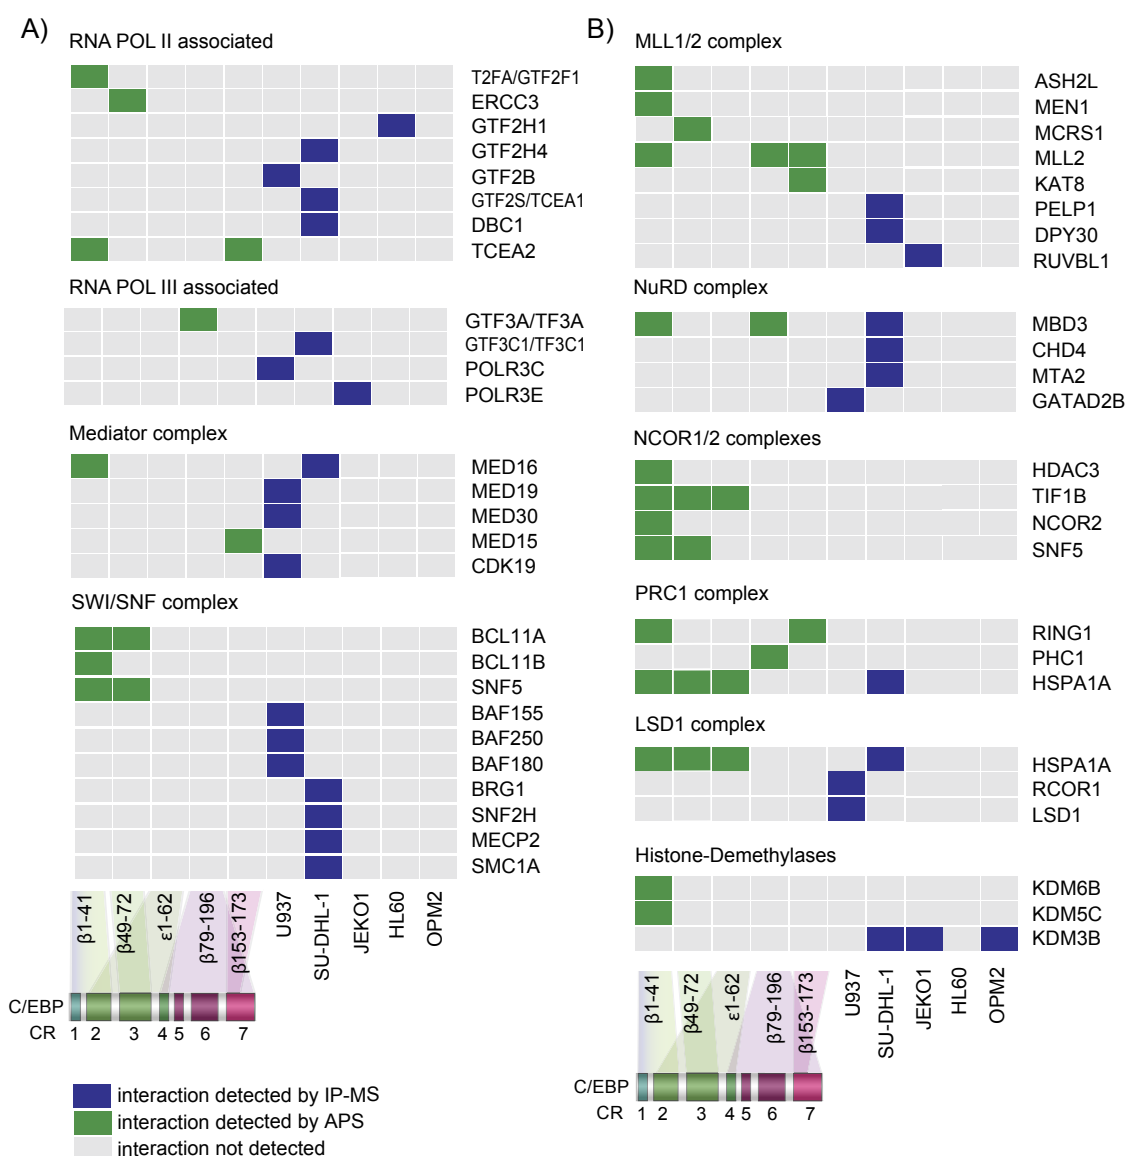 A)
RNA POL II associated
T2FA/GTF2F1
ERCC3
GTF2H1
GTF2H4
GTF2B
GTF2S/TCEA1
DBC1
TCEA2
RNA POL III associated
GTF3A/TF3A
GTF3C1/TF3C1
POLR3C
POLR3E
Mediator complex
MED16
MED19
MED30
MED15
CDK19
SWI/SNF complex
BCL11A
BCL11B
SNF5
BAF155
BAF250
BAF180
BRG1
SNF2H
MECP2
SMC1A
β1-41
β49-72
ε1-62
β79-196
β153-173
U937
SU-DHL-1
JEKO1
HL60
OPM2
C/EBP
CR 1 2 3 4 5 6 7
interaction detected by IP-MS
interaction detected by APS
interaction not detected
B)
MLL1/2 complex
ASH2L
MEN1
MCRS1
MLL2
KAT8
PELP1
DPY30
RUVBL1
NuRD complex
MBD3
CHD4
MTA2
GATAD2B
NCOR1/2 complexes
HDAC3
TIF1B
NCOR2
SNF5
PRC1 complex
RING1
PHC1
HSPA1A
LSD1 complex
HSPA1A
RCOR1
LSD1
Histone-Demethylases
KDM6B
KDM5C
KDM3B
β1-41
β49-72
ε1-62
β79-196
β153-173
U937
SU-DHL-1
JEKO1
HL60
OPM2
C/EBP
CR 1 2 3 4 5 6 7